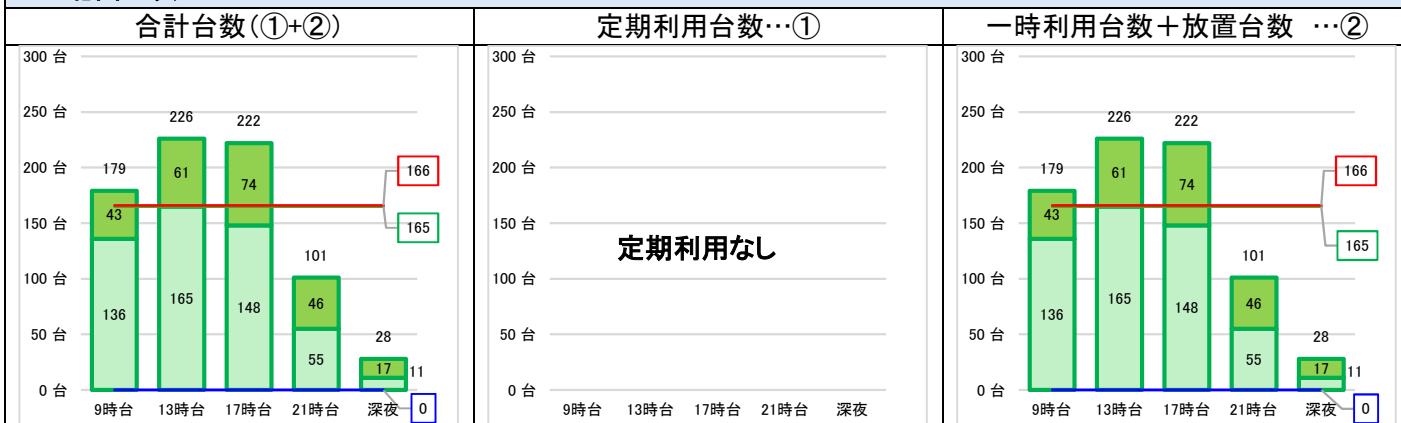 合計台数(①+②)
定期利用台数…①
一時利用台数＋放置台数 …②
300 台
250 台
200 台
150 台
100 台
50 台
0 台
179
226
222
101
28
43
61
74
46
17
136
165
148
55
11
166
165
0
9時台 13時台 17時台 21時台 深夜
300 台
250 台
200 台
150 台
100 台
50 台
0 台
定期利用なし
9時台 13時台 17時台 21時台 深夜
300 台
250 台
200 台
150 台
100 台
50 台
0 台
179
226
222
101
28
43
61
74
46
17
136
165
148
55
11
166
165
0
9時台 13時台 17時台 21時台 深夜